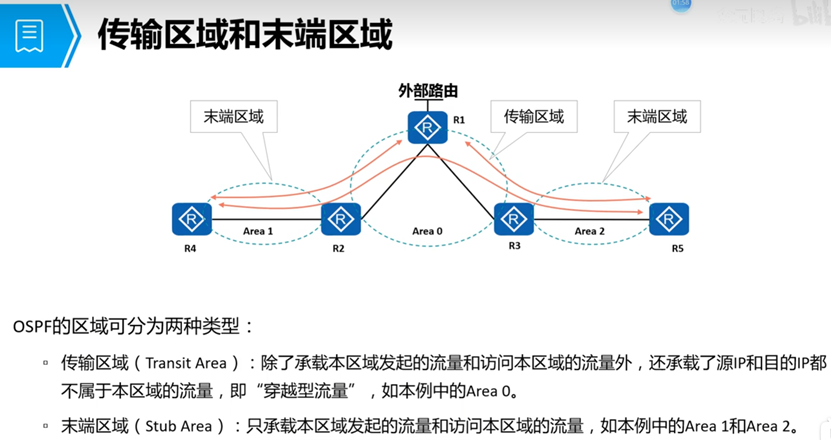 01:58
传输区域和末端区域
外部路由
末端区域
R
R1
传输区域
末端区域
R
R
R
R
Area 1
Area 0
Area 2
R4
R2
R3
R5
OSPF的区域可分为两种类型：
▫ 传输区域（Transit Area）：除了承载本区域发起的流量和访问本区域的流量外，还承载了源IP和目的IP都
不属于本区域的流量，即“穿越型流量”，如本例中的Area 0。
▫ 末端区域（Stub Area）：只承载本区域发起的流量和访问本区域的流量，如本例中的Area 1和Area 2。